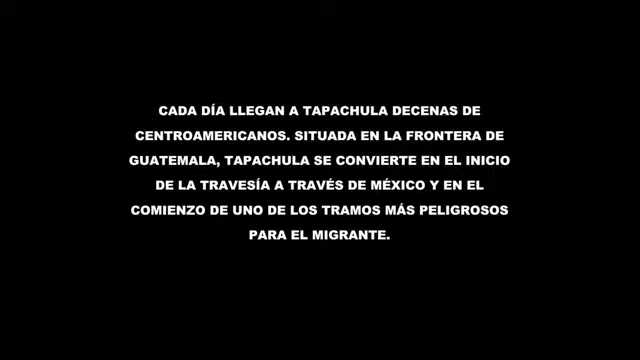 CADA DÍA LLEGAN A TAPACHULA DECENAS DE
CENTROAMERICANOS. SITUADA EN LA FRONTERA DE
GUATEMALA, TAPACHULA SE CONVIERTE EN EL INICIO
DE LA TRAVESÍA A TRAVÉS DE MÉXICO Y EN EL
COMIENZO DE UNO DE LOS TRAMOS MÁS PELIGROSOS
PARA EL MIGRANTE.